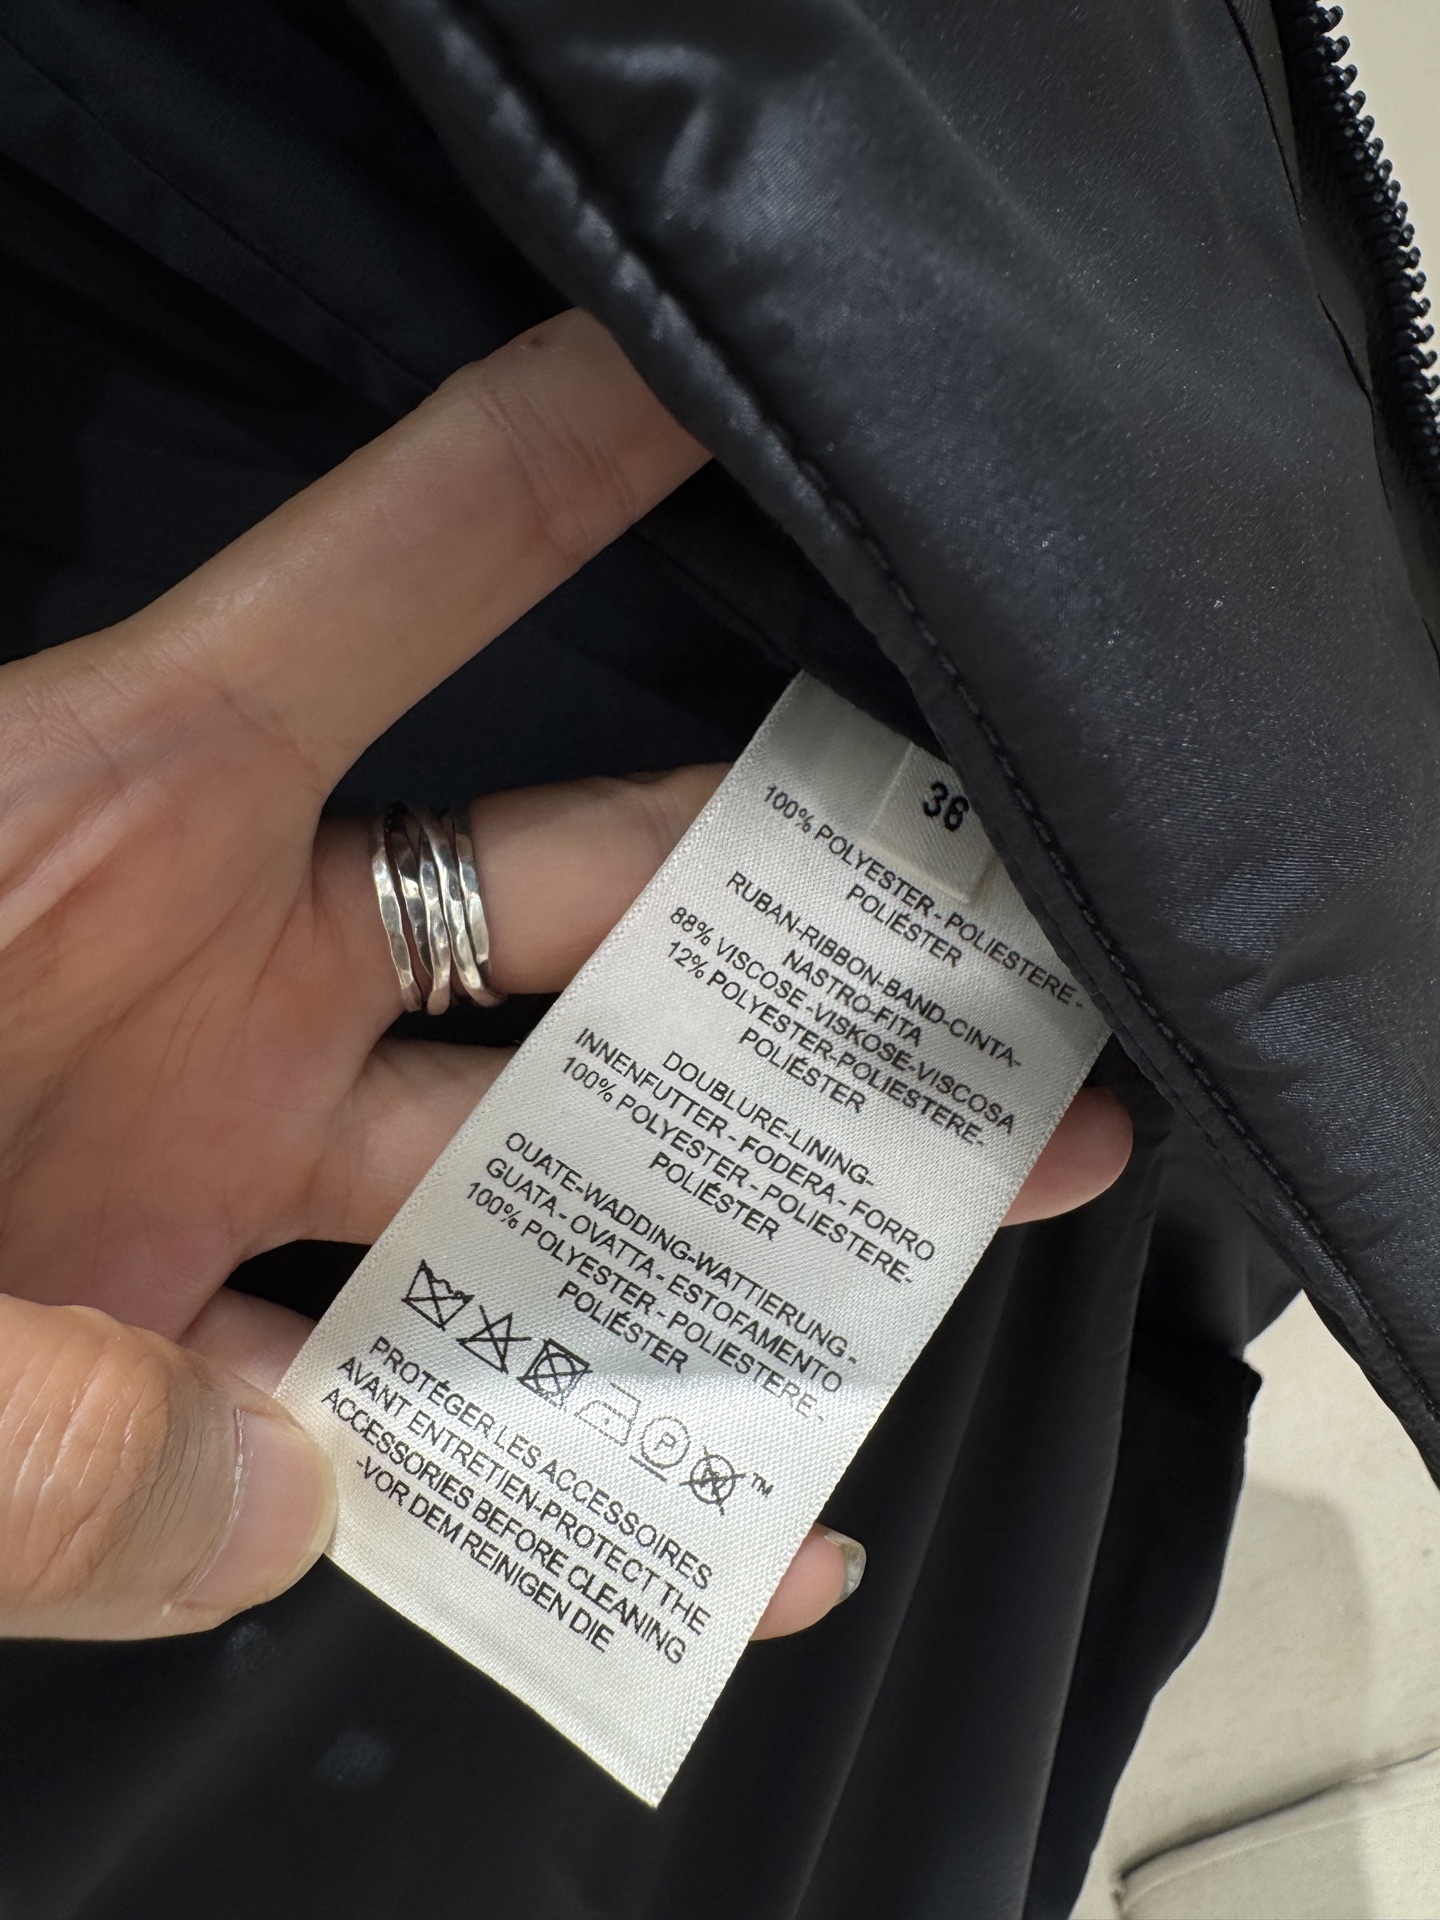 36
100% POLYESTER - POLIESTERE -
POLIÉSTER
RUBAN-RIBBON-BAND-CINTA-
NASTRO-FITA
88% VISCOSE -VISKOSE-VISCOSA
12% POLYESTER-POLIESTERE-
POLIÉSTER
DOUBLURE-LINING-
INNENFUTTER - FODERA - FORRO
100% POLYESTER - POLIESTERE-
POLIÉSTER
OUATE-WADDING-WATTIERUNG-
GUATA - OVATTA - ESTOFAMENTO
100% POLYESTER - POLIESTERE-
POLIÉSTER
P
TM
PROTÉGER LES ACCESSOIRES
AVANT ENTRETIEN-PROTECT THE
ACCESSORIES BEFORE CLEANING
-VOR DEM REINIGEN DIE